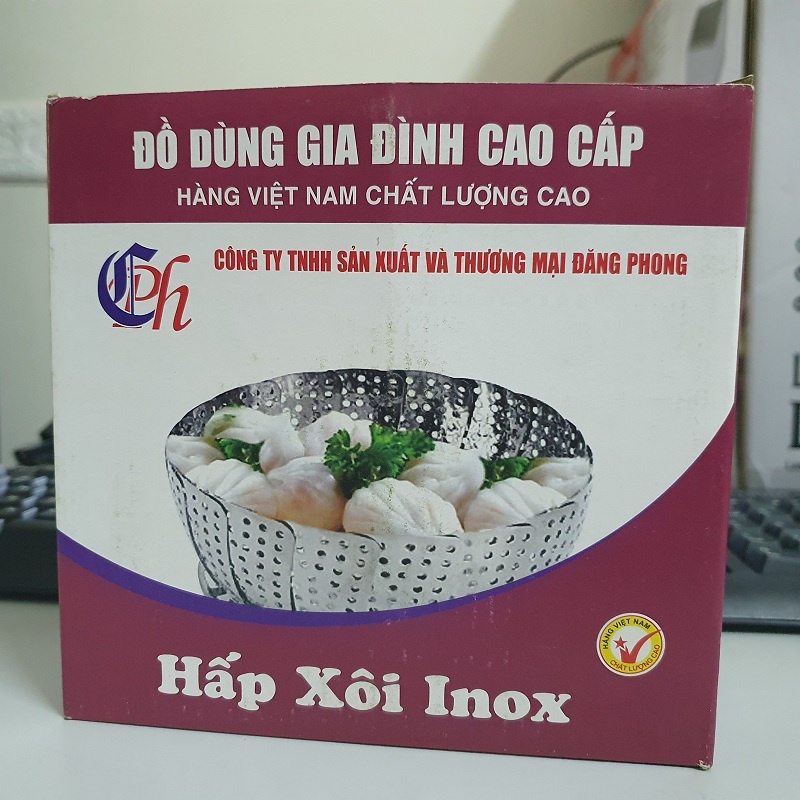 ĐỒ DÙNG GIA ĐÌNH CAO CẤP
HÀNG VIỆT NAM CHẤT LƯỢNG CAO
CÔNG TY TNHH SẢN XUẤT VÀ THƯƠNG MẠI ĐĂNG PHONG
HÀNG VIỆT NAM
CHẤT LƯỢNG CAO
Hấp Xôi Inox